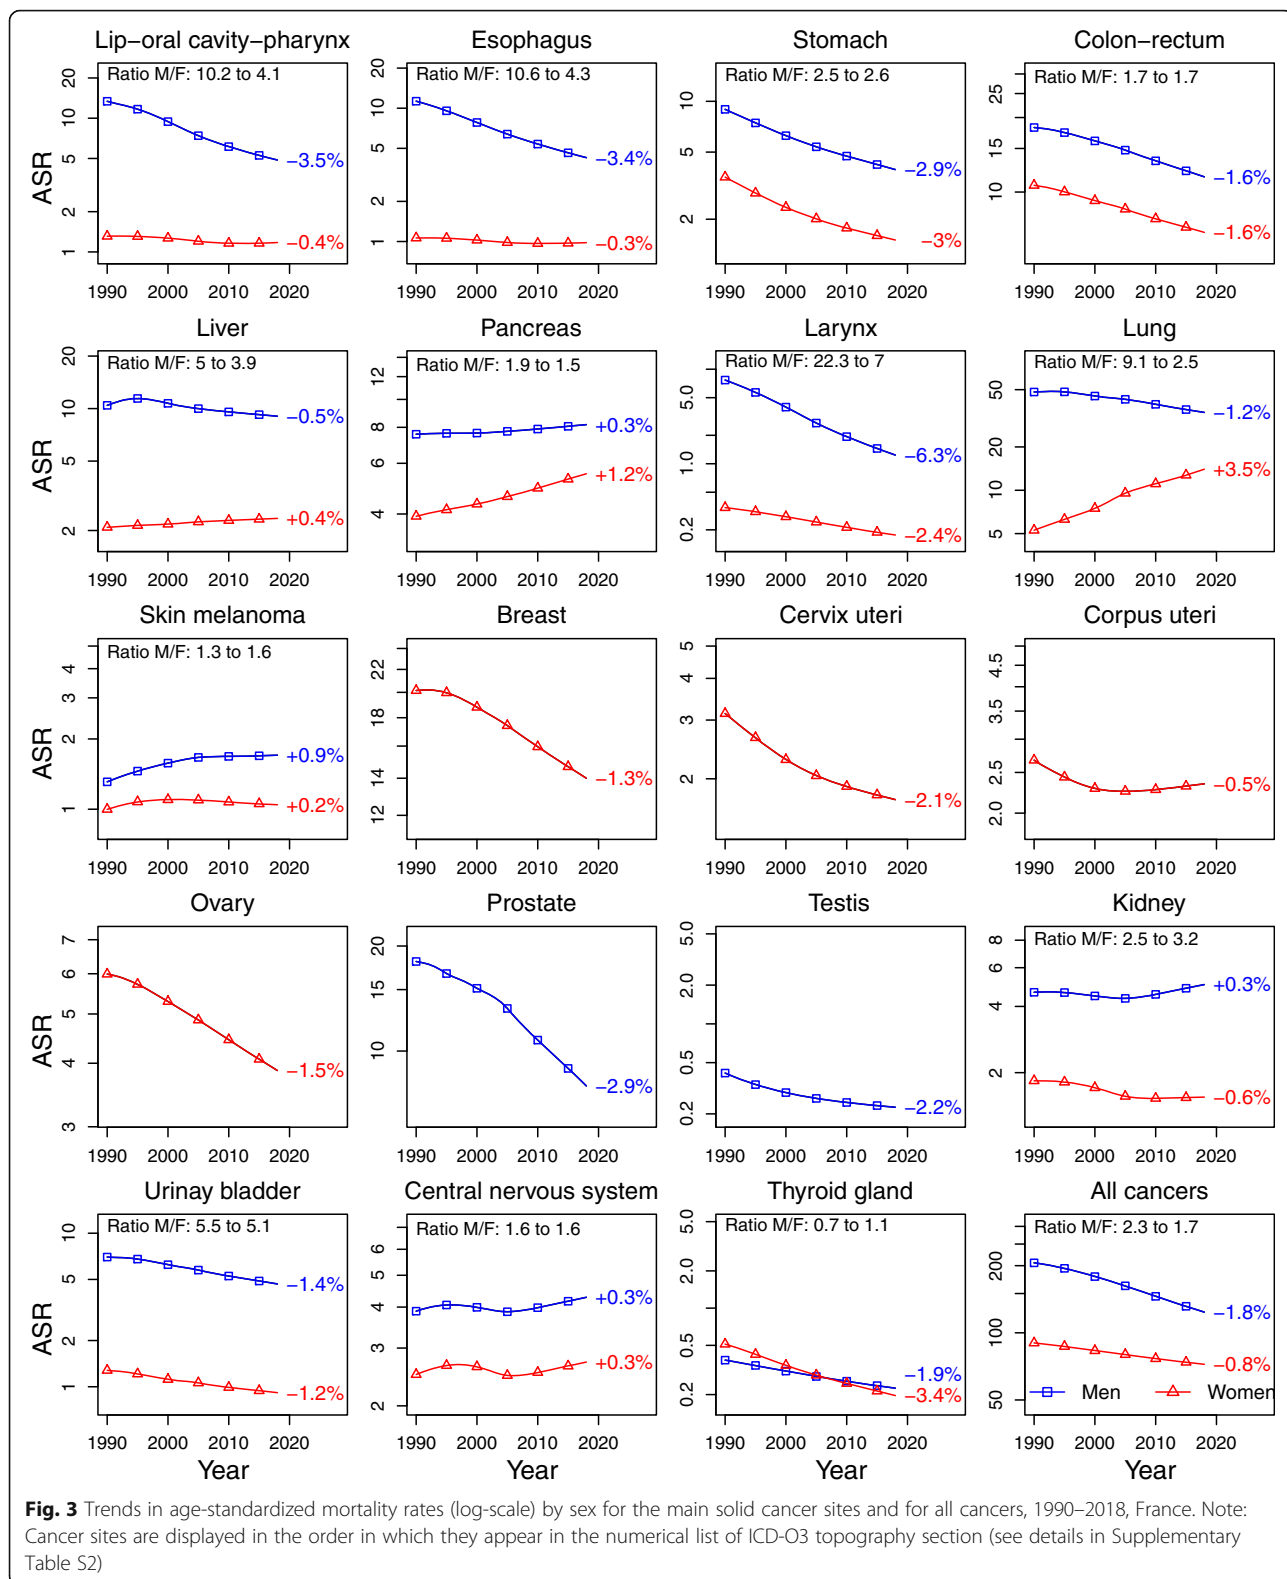 Lip–oral cavity–pharynx
Ratio M/F: 10.2 to 4.1
ASR
20
10
5
2
1
−3.5%
−0.4%
1990 2000 2010 2020
Esophagus
Ratio M/F: 10.6 to 4.3
20
10
5
2
1
−3.4%
−0.3%
1990 2000 2010 2020
Stomach
Ratio M/F: 2.5 to 2.6
10
5
2
−2.9%
−3%
1990 2000 2010 2020
Colon–rectum
Ratio M/F: 1.7 to 1.7
25
15
10
−1.6%
−1.6%
1990 2000 2010 2020
Liver
Ratio M/F: 5 to 3.9
ASR
20
10
5
2
−0.5%
+0.4%
1990 2000 2010 2020
Pancreas
Ratio M/F: 1.9 to 1.5
12
8
6
4
+0.3%
+1.2%
1990 2000 2010 2020
Larynx
Ratio M/F: 22.3 to 7
5.0
1.0
0.2
−6.3%
−2.4%
1990 2000 2010 2020
Lung
Ratio M/F: 9.1 to 2.5
50
10
5
−1.2%
+3.5%
1990 2000 2010 2020
Skin melanoma
Ratio M/F: 1.3 to 1.6
ASR
4
3
2
1
+0.9%
+0.2%
1990 2000 2010 2020
Breast
22
18
14
12
−1.3%
1990 2000 2010 2020
Cervix uteri
5
4
3
2
−2.1%
1990 2000 2010 2020
Corpus uteri
4.5
3.5
2.5
2.0
−0.5%
1990 2000 2010 2020
Ovary
ASR
7
6
5
4
3
−1.5%
1990 2000 2010 2020
Prostate
20
15
10
−2.9%
1990 2000 2010 2020
Testis
5.0
2.0
0.5
0.2
−2.2%
1990 2000 2010 2020
Kidney
Ratio M/F: 2.5 to 3.2
8
6
4
2
+0.3%
−0.6%
1990 2000 2010 2020
Urinay bladder
Ratio M/F: 5.5 to 5.1
ASR
10
5
2
1
−1.4%
−1.2%
1990 2000 2010 2020
Year
Central nervous system
Ratio M/F: 1.6 to 1.6
6
5
4
3
2
+0.3%
+0.3%
1990 2000 2010 2020
Year
Thyroid gland
Ratio M/F: 0.7 to 1.1
5.0
2.0
0.5
0.2
−1.9%
−3.4%
1990 2000 2010 2020
Year
All cancers
Ratio M/F: 2.3 to 1.7
200
100
50
−1.8%
−0.8%
Men Women
1990 2000 2010 2020
Year
Fig. 3 Trends in age-standardized mortality rates (log-scale) by sex for the main solid cancer sites and for all cancers, 1990–2018, France. Note:
Cancer sites are displayed in the order in which they appear in the numerical list of ICD-O3 topography section (see details in Supplementary
Table S2)